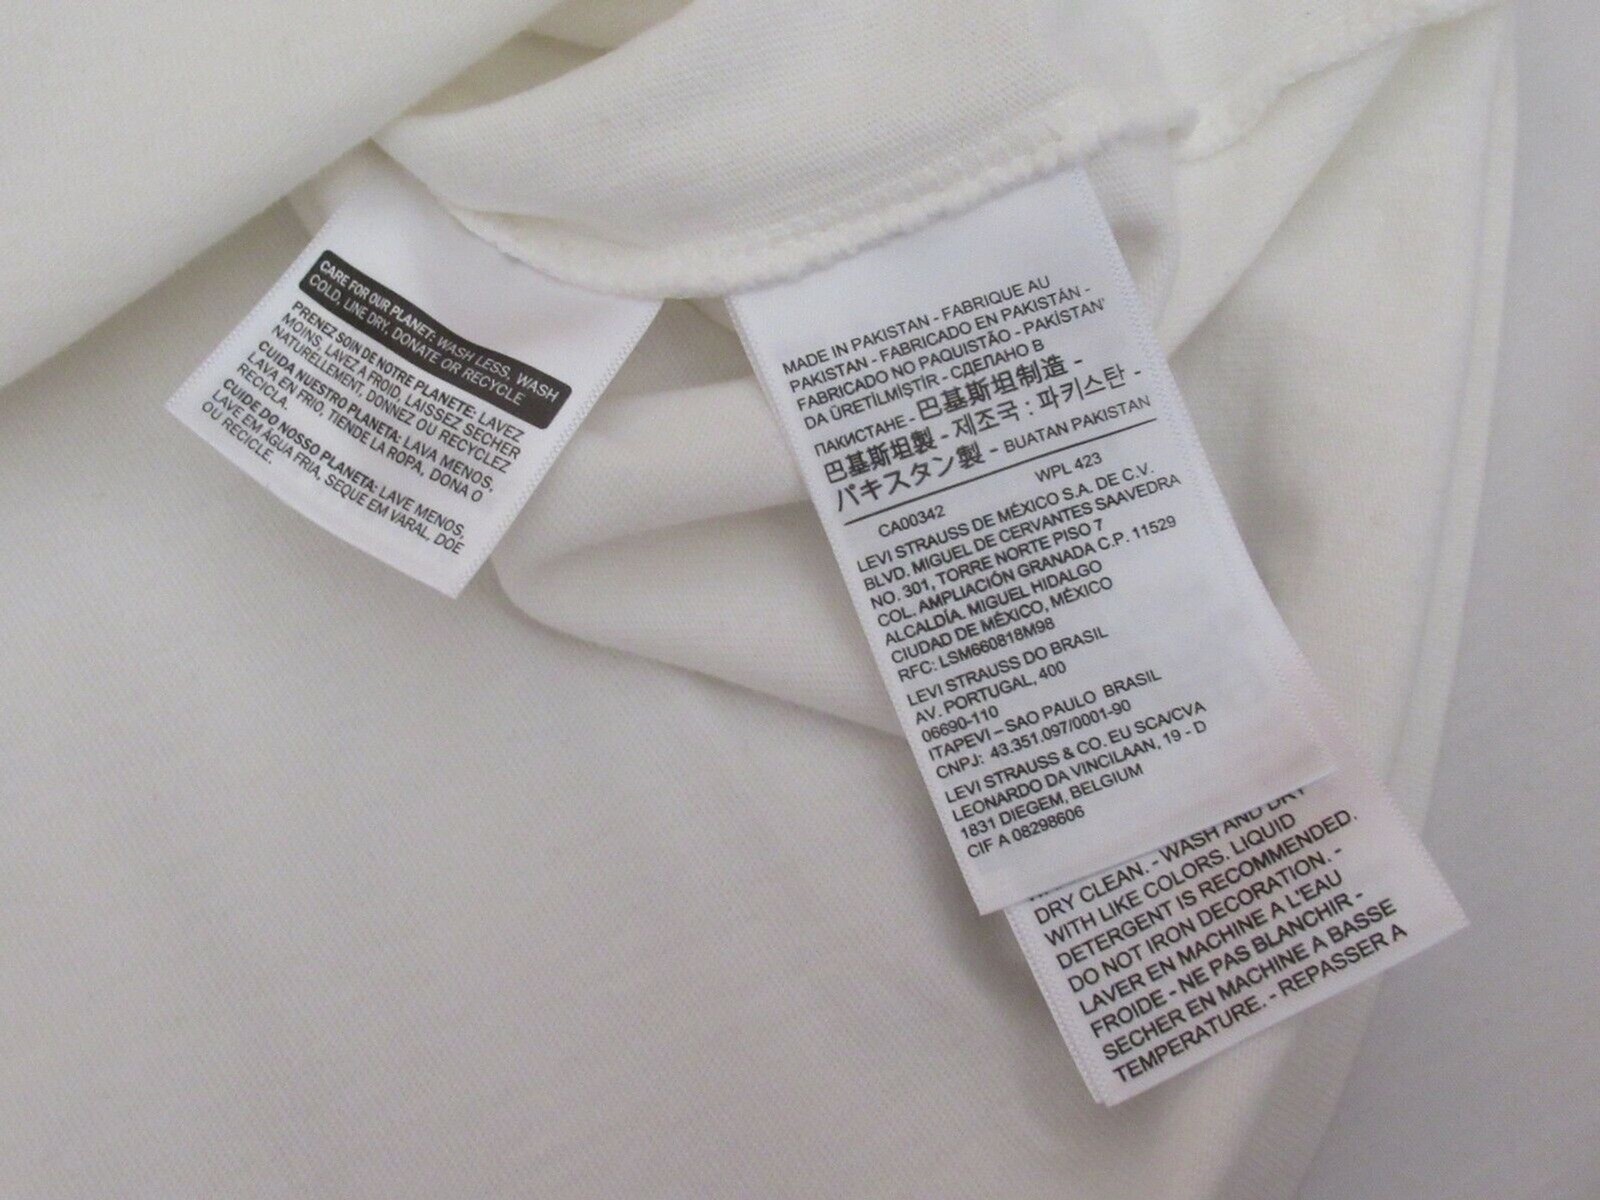 CARE FOR OUR PLANET: WASH LESS, WASH
COLD, LINE DRY, DONATE OR RECYCLE
PRENEZ SOIN DE NOTRE PLANETE: LAVEZ
MOINS, LAVEZ A FROID, LAISSEZ SECHER
NATURELLEMENT, DONNEZ OU RECYCLEZ
CUIDA NUESTRO PLANETA: LAVA MENOS,
LAVA EN FRIO, TIENDE LA ROPA, DONA O
RECICLA.
CUIDE DO NOSSO PLANETA: LAVE MENOS,
LAVE EM ÁGUA FRIA, SEQUE EM VARAL, DOE
OU RECICLE.
MADE IN PAKISTAN - FABRIQUE AU
PAKISTAN - FABRICADO EN PAKISTÁN -
FABRICADO NO PAQUISTÃO - PAKİSTAN'
DA ÜRETİLMİŞTİR - СДЕЛАНО В
ПАКИСТАНЕ - 巴基斯坦制造 -
巴基斯坦製 - 제조국 : 파키스탄 -
パキスタン製 - BUATAN PAKISTAN
CA00342 WPL 423
LEVI STRAUSS DE MÉXICO S.A. DE C.V.
BLVD. MIGUEL DE CERVANTES SAAVEDRA
NO. 301, TORRE NORTE PISO 7
COL. AMPLIACIÓN GRANADA C.P. 11529
ALCALDÍA. MIGUEL HIDALGO
CIUDAD DE MÉXICO, MÉXICO
RFC: LSM660818M98
LEVI STRAUSS DO BRASIL
AV. PORTUGAL, 400
06690-110
ITAPEVI – SAO PAULO BRASIL
CNPJ: 43.351.097/0001-90
LEVI STRAUSS & CO. EU SCA/CVA
LEONARDO DA VINCILAAN, 19 - D
1831 DIEGEM, BELGIUM
CIF A 08298606
DRY CLEAN. - WASH AND DRY
WITH LIKE COLORS. LIQUID
DETERGENT IS RECOMMENDED.
DO NOT IRON DECORATION. -
LAVER EN MACHINE A L'EAU
FROIDE - NE PAS BLANCHIR -
SECHER EN MACHINE A BASSE
TEMPERATURE. - REPASSER A